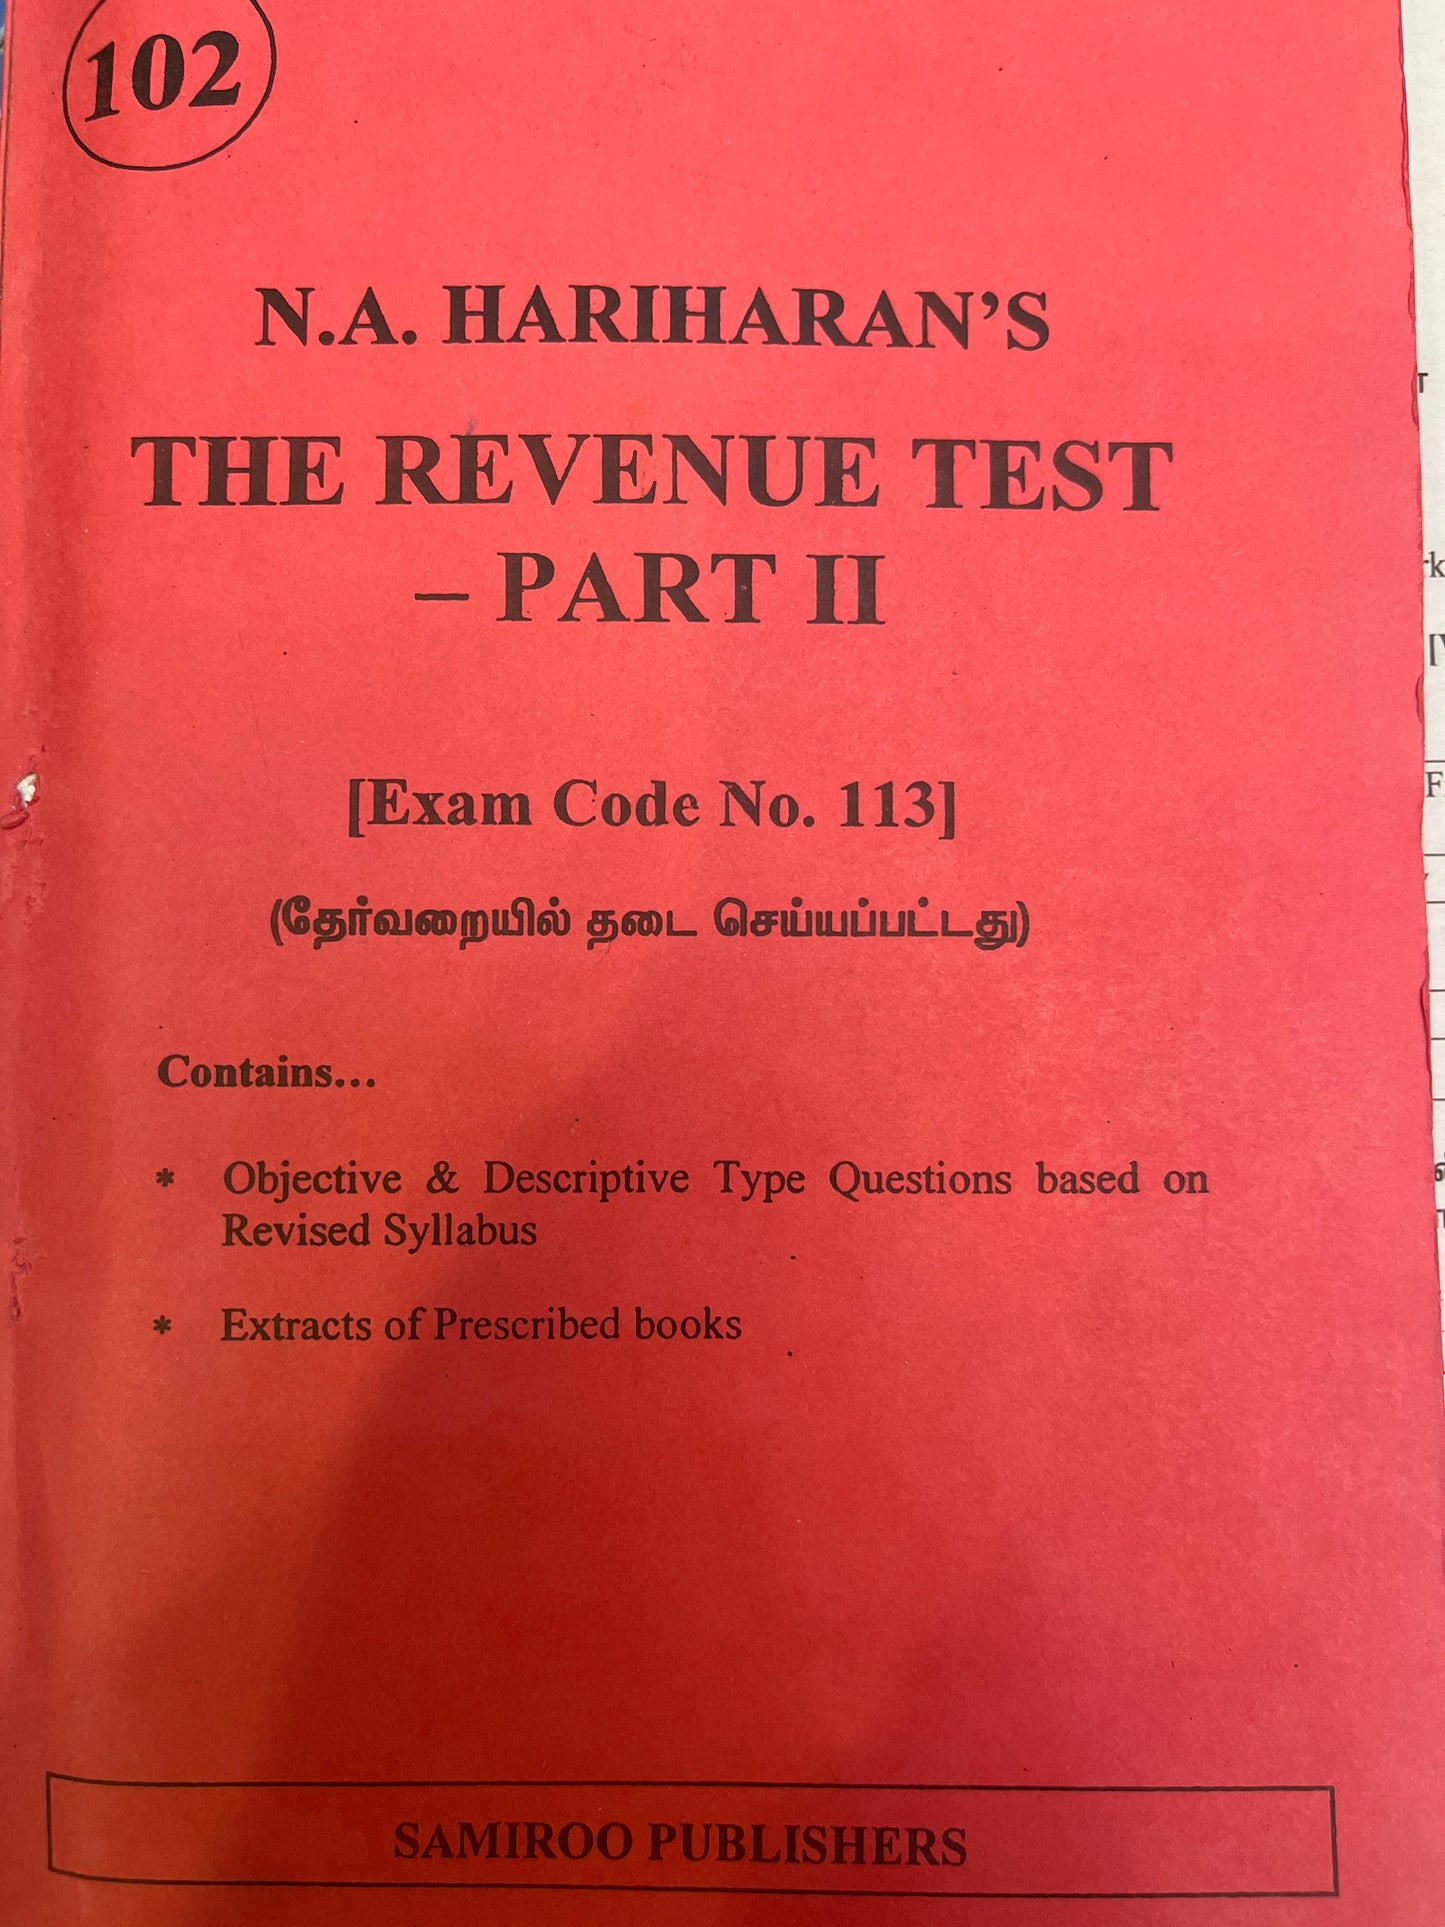 102
N.A. HARIHARAN'S
THE REVENUE TEST
– PART II
[Exam Code No. 113]
(தேர்வறையில் தடை செய்யப்பட்டது)
Contains...
* Objective & Descriptive Type Questions based on
Revised Syllabus
* Extracts of Prescribed books
SAMIROO PUBLISHERS